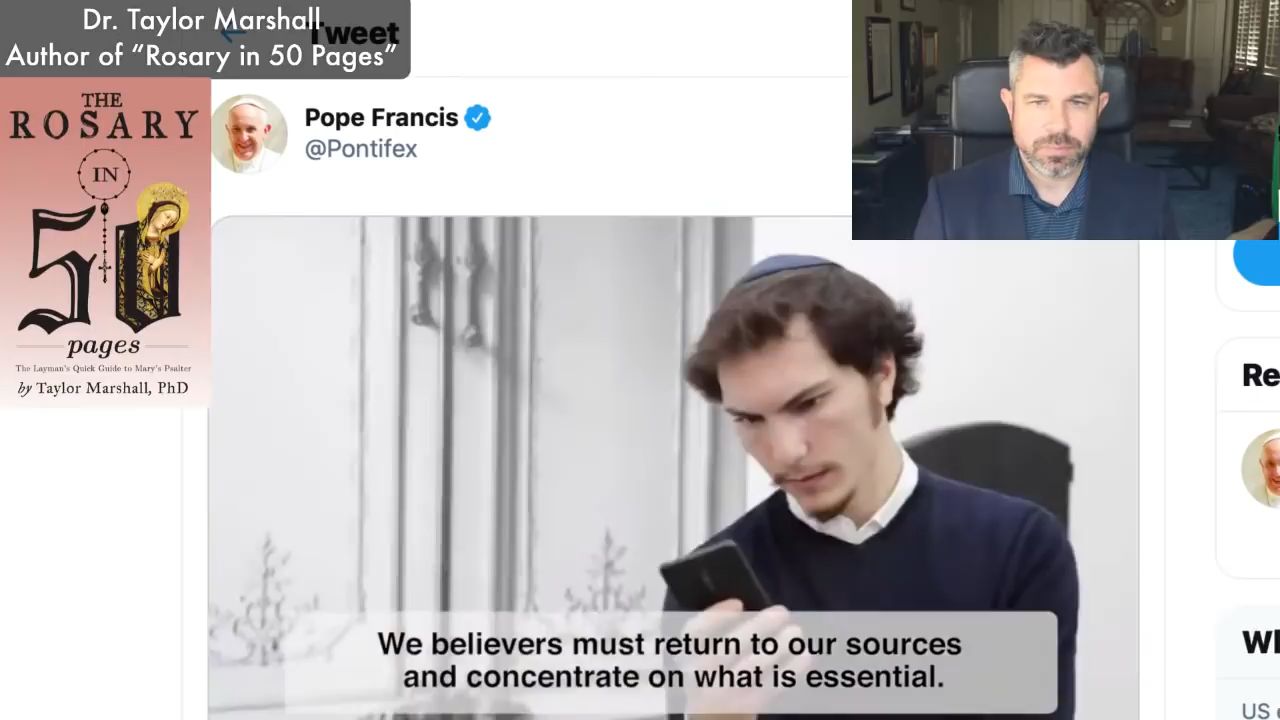 Dr. Taylor Marshall
Author of “Rosary in 50 Pages”
Tweet
THE
ROSARY
IN
50
pages
The Layman's Quick Guide to Mary's Psalter
by Taylor Marshall, PhD
Pope Francis
@Pontifex
We believers must return to our sources
and concentrate on what is essential.
Re
Wh
US